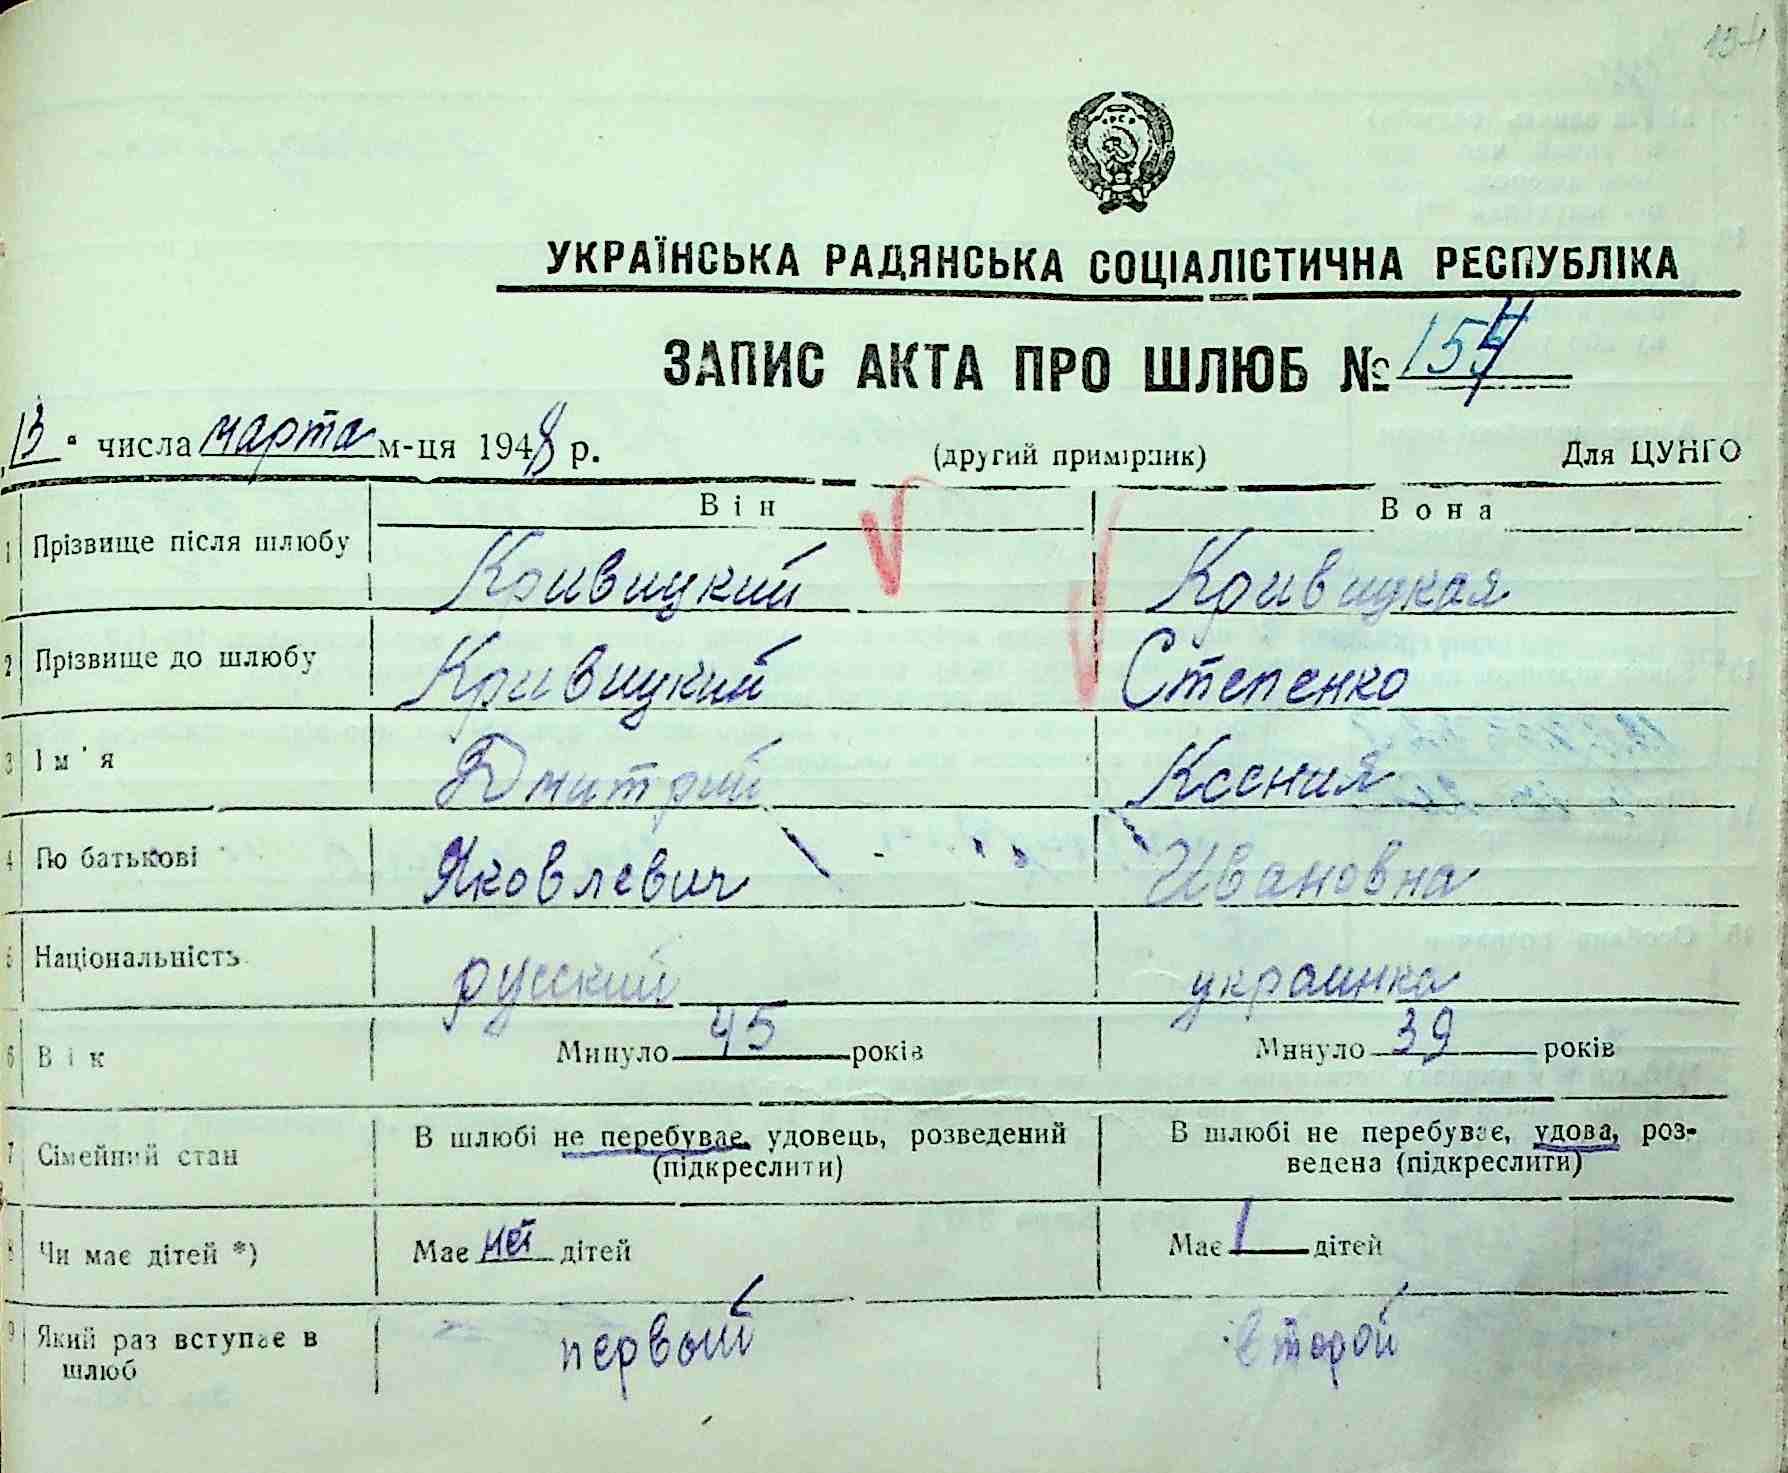 УКРАЇНСЬКА РАДЯНСЬКА СОЦІАЛІСТИЧНА РЕСПУБЛІКА
ЗАПИС АКТА ПРО ШЛЮБ №
13 числа марта м-ця 1948 р. (другий примірник) Для ЦУНГО
Він Вона
1 Прізвище після шлюбу Кривицкий Кривицкая
2 Прізвище до шлюбу Кривицкий Степенко
3 Ім'я Дмитрий Ксения
4 По батькові Яковлевич Ивановна
5 Національність русский украинка
6 Вік Минуло 45 років Минуло 39 років
7 Сімейний стан В шлюбі не перебуває, удовець, розведений (підкреслити) В шлюбі не перебуває, удова, роз-
ведена (підкреслити)
8 Чи має дітей *) Має нет дітей Має 1 дітей
9 Який раз вступає в шлюб первый второй